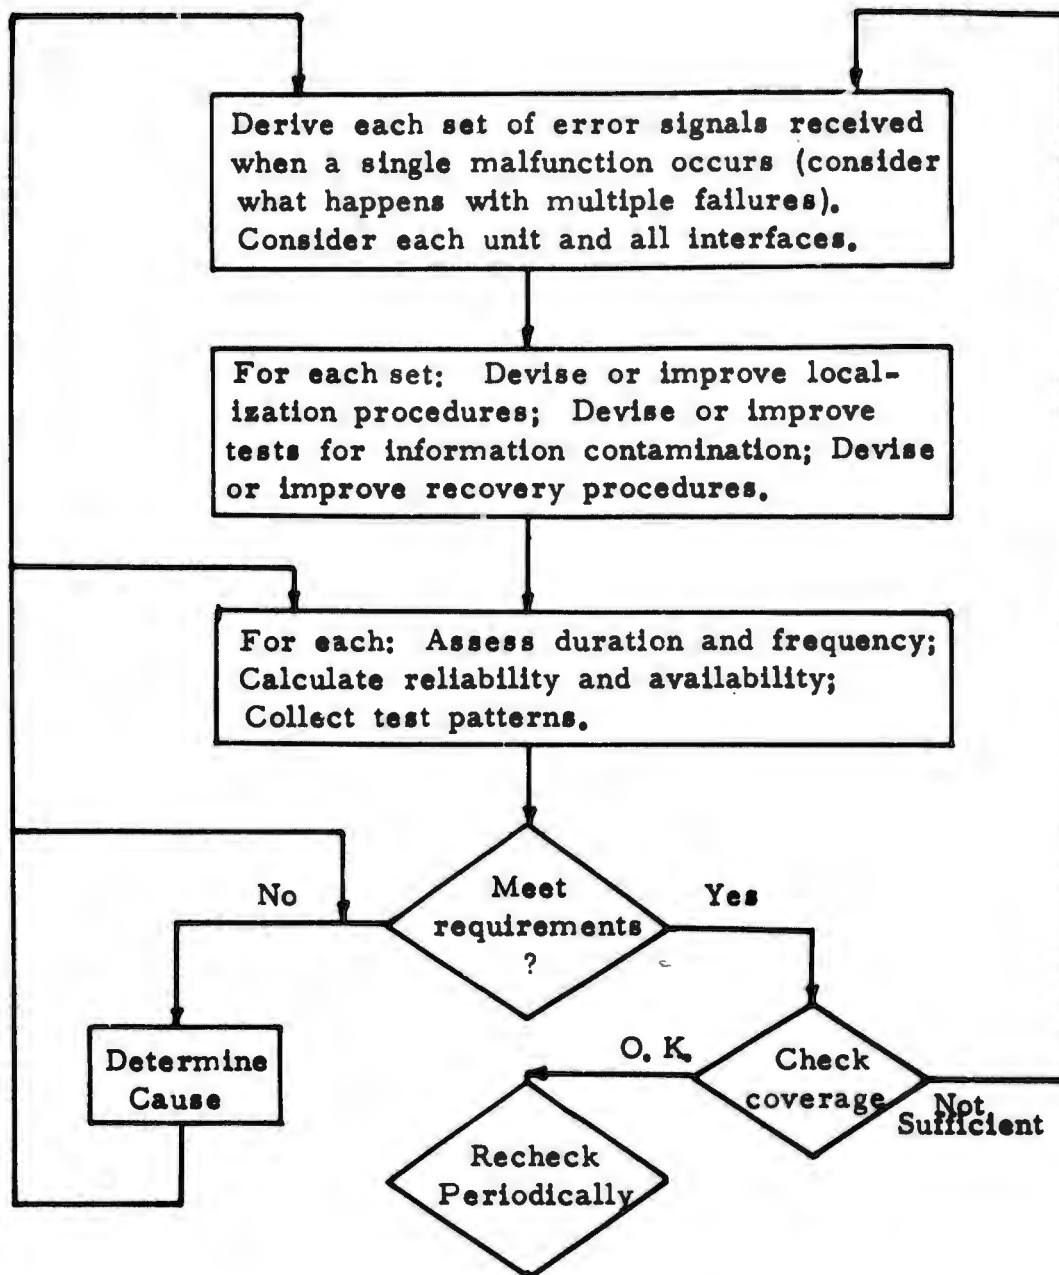 Derive each set of error signals received
when a single malfunction occurs (consider
what happens with multiple failures).
Consider each unit and all interfaces.
For each set: Devise or improve local-
ization procedures; Devise or improve
tests for information contamination; Devise
or improve recovery procedures.
For each: Assess duration and frequency;
Calculate reliability and availability;
Collect test patterns.
No
Meet
requirements
?
Yes
Determine
Cause
O. K.
Check
coverage
Not
Sufficient
Recheck
Periodically